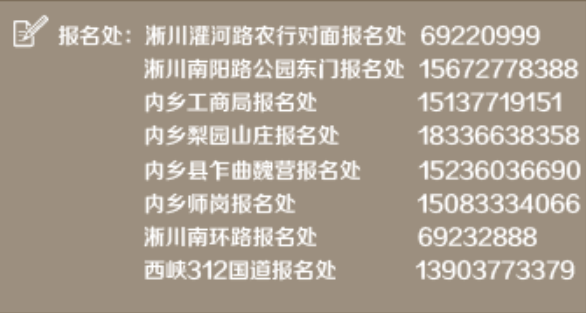 报名处：淅川灌河路农行对面报名处 69220999
淅川南阳路公园东门报名处 15672778388
内乡工商局报名处 15137719151
内乡梨园山庄报名处 18336638358
内乡县乍曲魏营报名处 15236036690
内乡师岗报名处 15083334066
淅川南环路报名处 69232888
西峡312国道报名处 13903773379